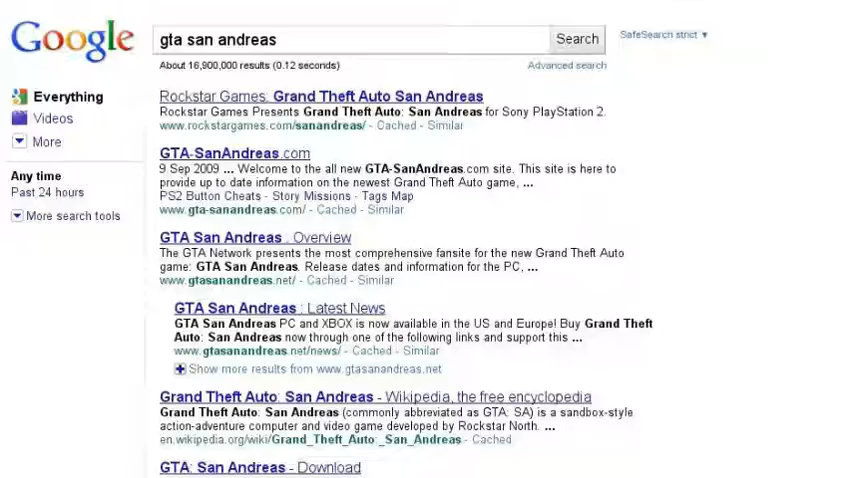 Google
gta san andreas
Search
SafeSearch strict ▼
About 16,900,000 results (0.12 seconds)
Advanced search
Everything
Videos
More
Any time
Past 24 hours
More search tools
Rockstar Games: Grand Theft Auto San Andreas
Rockstar Games Presents Grand Theft Auto: San Andreas for Sony PlayStation 2.
www.rockstargames.com/sanandreas/ - Cached - Similar
GTA-SanAndreas.com
9 Sep 2009 ... Welcome to the all new GTA-SanAndreas.com site. This site is here to
provide up to date information on the newest Grand Theft Auto game, ...
PS2 Button Cheats - Story Missions - Tags Map
www.gta-sanandreas.com/ - Cached - Similar
GTA San Andreas : Overview
The GTA Network presents the most comprehensive fansite for the new Grand Theft Auto
game: GTA San Andreas. Release dates and information for the PC, ...
www.gtasanandreas.net/ - Cached - Similar
GTA San Andreas : Latest News
GTA San Andreas PC and XBOX is now available in the US and Europe! Buy Grand Theft
Auto: San Andreas now through one of the following links and support this ...
www.gtasanandreas.net/news/ - Cached - Similar
Show more results from www.gtasanandreas.net
Grand Theft Auto: San Andreas - Wikipedia, the free encyclopedia
Grand Theft Auto: San Andreas (commonly abbreviated as GTA: SA) is a sandbox-style
action-adventure computer and video game developed by Rockstar North. ...
en.wikipedia.org/wiki/Grand_Theft_Auto:_San_Andreas - Cached
GTA: San Andreas - Download